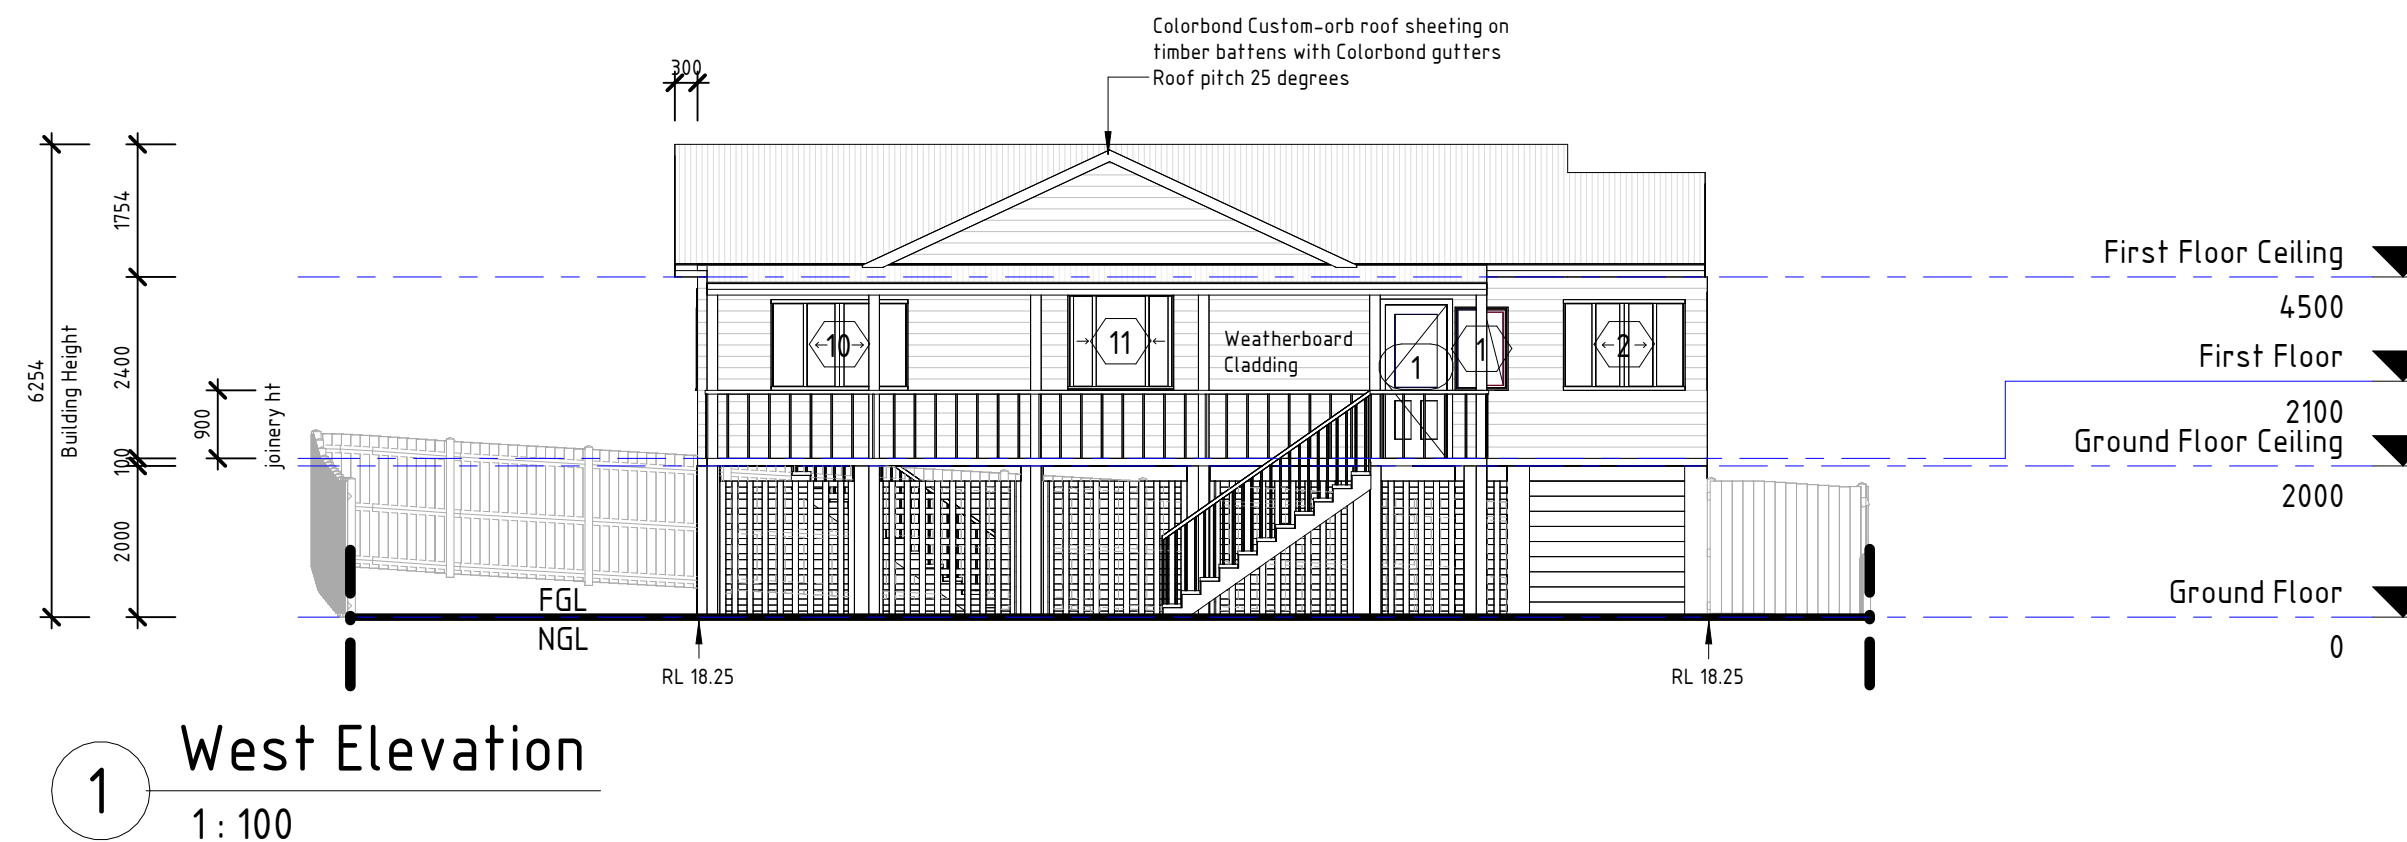 Colorbond Custom-orb roof sheeting on
timber battens with Colorbond gutters
Roof pitch 25 degrees
300
1754
2400
100
2000
6254
Building Height
900
joinery ht
10
11
Weatherboard
Cladding
1
1
2
First Floor Ceiling
4500
First Floor
2100
Ground Floor Ceiling
2000
Ground Floor
0
FGL
NGL
RL 18.25
RL 18.25
1
West Elevation
1 : 100